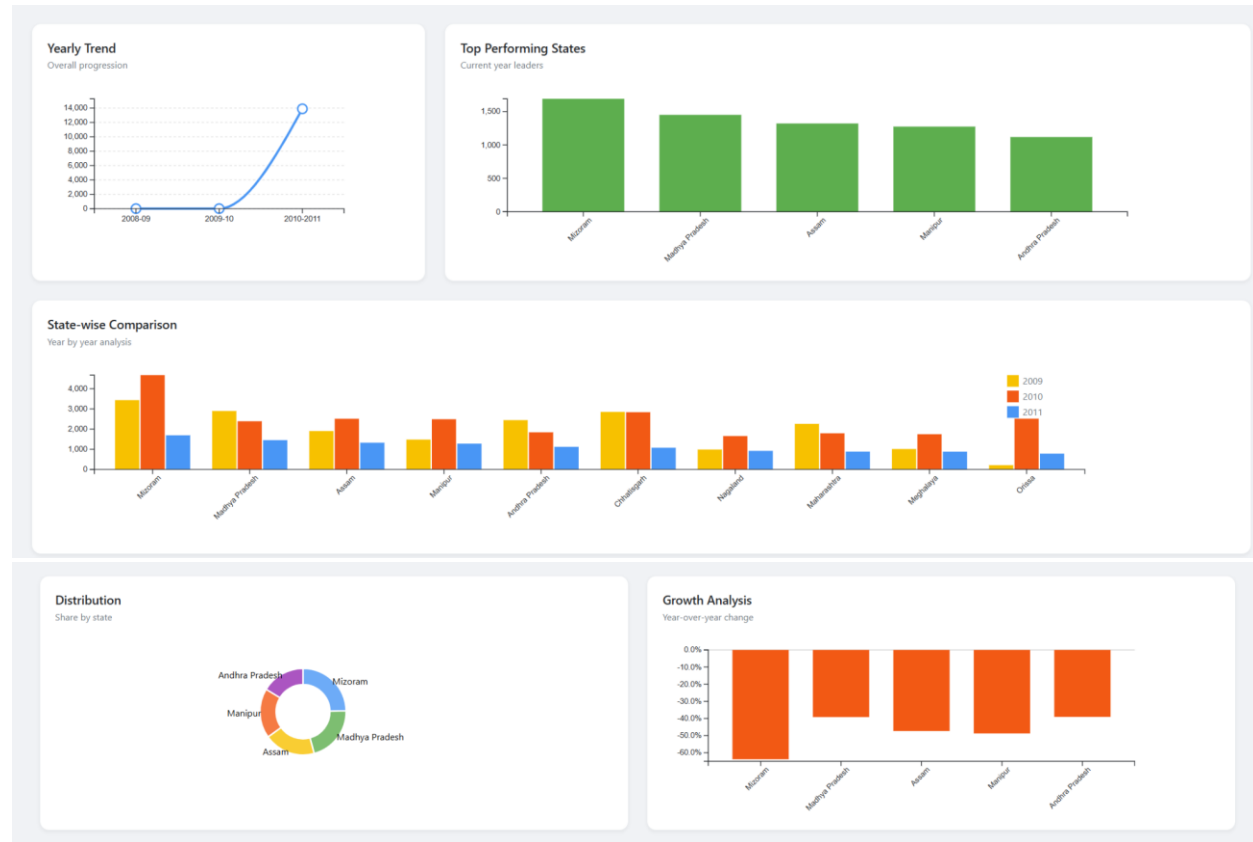 Yearly Trend
Overall progression
14,000
12,000
10,000
8,000
6,000
4,000
2,000
0
2008-09 2009-10 2010-2011
Top Performing States
Current year leaders
1,500
1,000
500
0
Mizoram Madhya Pradesh Assam Manipur Andhra Pradesh
State-wise Comparison
Year by year analysis
4,000
3,000
2,000
1,000
0
2009
2010
2011
Mizoram Madhya Pradesh Assam Manipur Andhra Pradesh Chhatisgarh Nagaland Maharashtra Meghalaya Orissa
Distribution
Share by state
Andhra Pradesh
Mizoram
Manipur
Madhya Pradesh
Assam
Growth Analysis
Year-over-year change
0.0%
-10.0%
-20.0%
-30.0%
-40.0%
-50.0%
-60.0%
Mizoram Madhya Pradesh Assam Manipur Andhra Pradesh